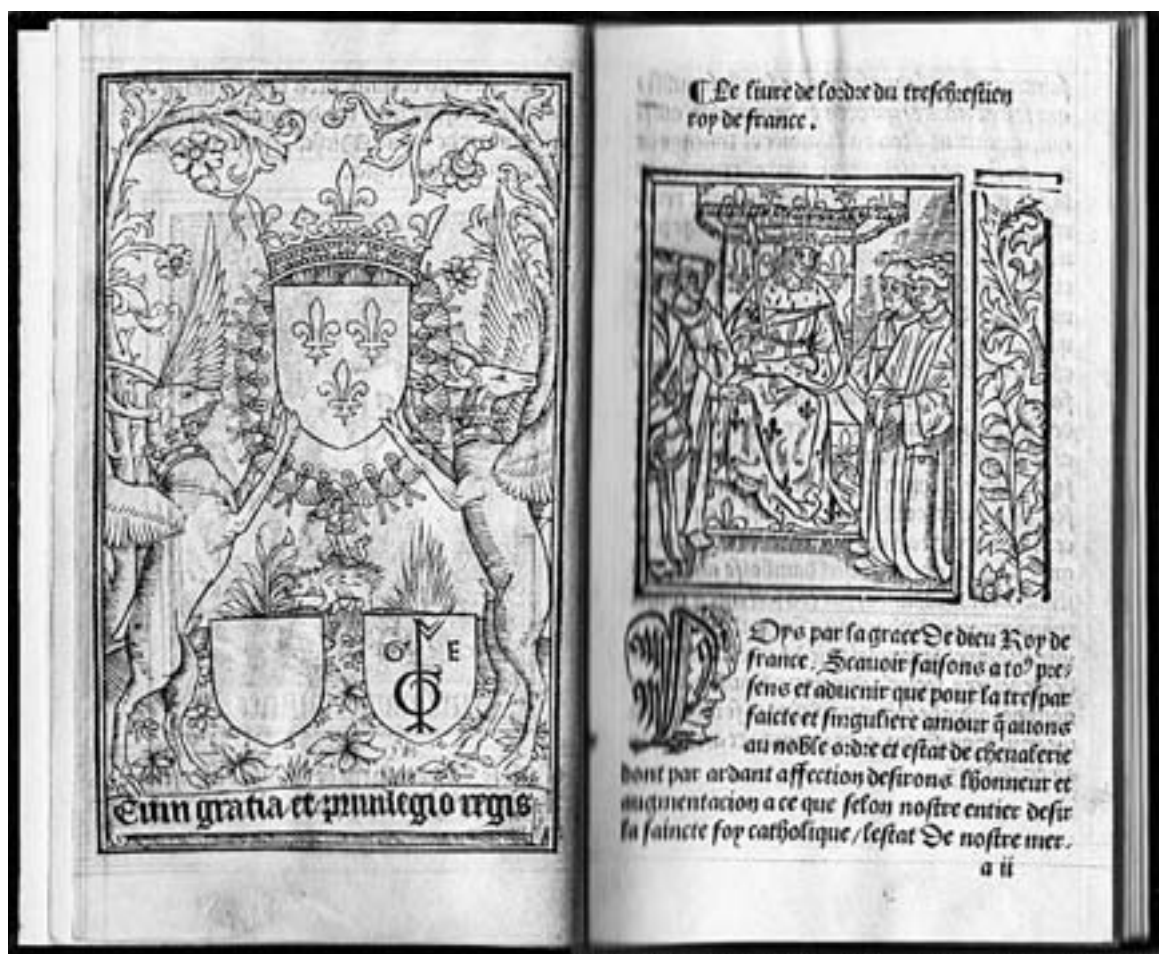 G E
Cum gratia et priuilegio regis
¶ Le liure de lordre du treschrestien
roy de france.
Oys par la grace De dieu Roy de
france. Scauoir faisons a to⁹ pre⸗
sens et aduenir que pour la trespar
faicte et singuliere amour q̃ auons
au noble ordre et estat de cheualerie
dont par ardant affection desirons lhonneur et
augmentacion a ce que selon nostre entier desir
la saincte foy catholique / lestat De nostre mer⸗
a ii